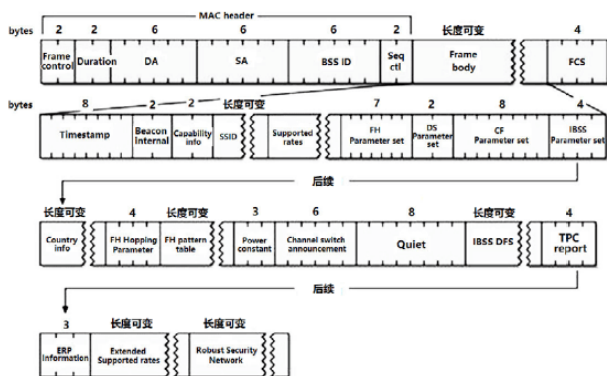 MAC header
bytes 2 2 6 6 6 2 长度可变 4
Frame control Duration DA SA BSS ID Seq ctl Frame body FCS
bytes 8 2 2 长度可变 7 2 8 4
Timestamp Beacon internal Capability info SSID Supported rates FH Parameter set DS Parameter set CF Parameter set IBSS Parameter set
后续
长度可变 4 长度可变 3 6 8 长度可变 4
Country info FH Hopping Parameter FH pattern table Power constant Channel switch announcement Quiet IBSS DFS TPC report
后续
3 长度可变 长度可变
ERP Information Extended Supported rates Robust Security Network